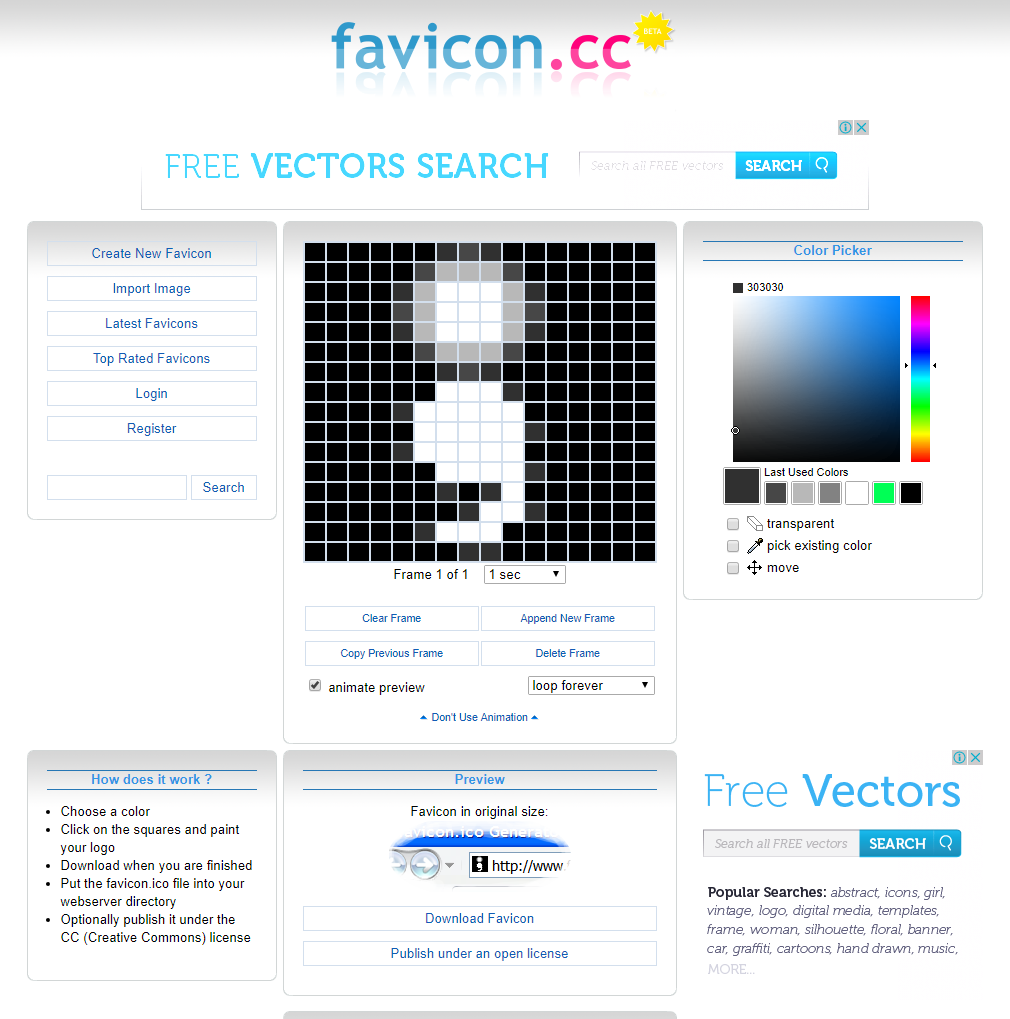 favicon.cc
BETA
FREE VECTORS SEARCH
Search all FREE vectors
SEARCH
Create New Favicon
Import Image
Latest Favicons
Top Rated Favicons
Login
Register
Search
Frame 1 of 1
1 sec
Clear Frame
Append New Frame
Copy Previous Frame
Delete Frame
animate preview
loop forever
Don't Use Animation
Color Picker
303030
Last Used Colors
transparent
pick existing color
move
How does it work ?
Choose a color
Click on the squares and paint
your logo
Download when you are finished
Put the favicon.ico file into your
webserver directory
Optionally publish it under the
CC (Creative Commons) license
Preview
Favicon in original size:
http://www.
Download Favicon
Publish under an open license
Free Vectors
Search all FREE vectors
SEARCH
Popular Searches: abstract, icons, girl,
vintage, logo, digital media, templates,
frame, woman, silhouette, floral, banner,
car, graffiti, cartoons, hand drawn, music,
MORE...